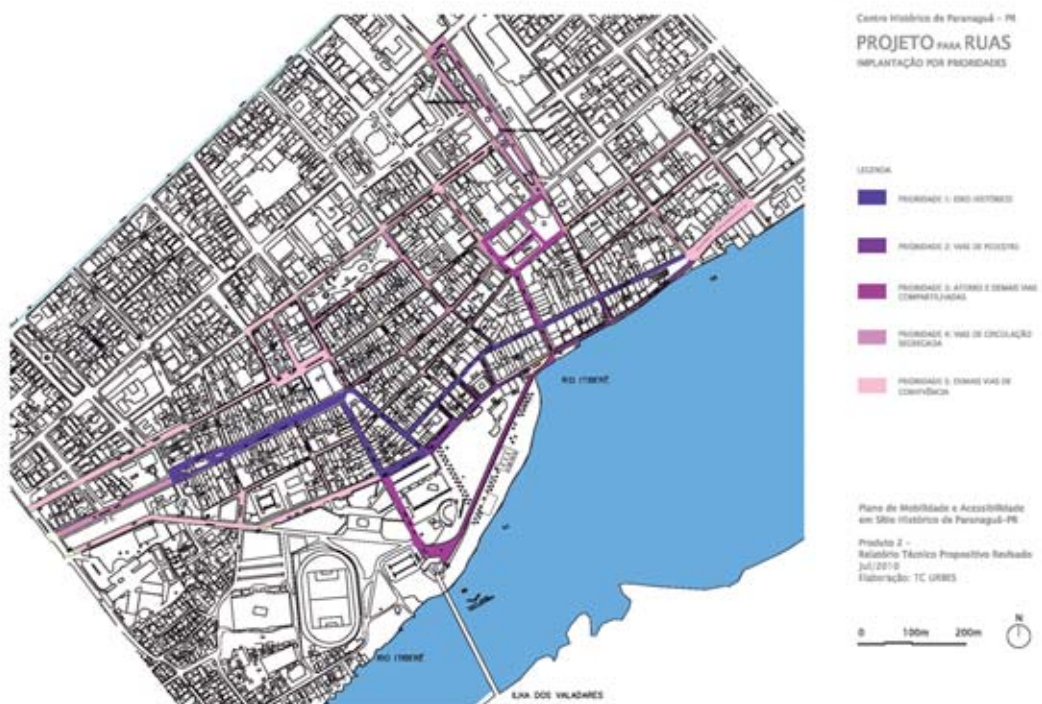 Centro Histórico de Paranaguá - PR
PROJETO PARA RUAS
IMPLANTAÇÃO POR PRIORIDADES
LEGENDA
PRIORIDADE 1: EIXO HISTÓRICO
PRIORIDADE 2: VIAS DE PEDESTRE
PRIORIDADE 3: ATERRO E DEMAIS VIAS
COMPARTILHADAS
PRIORIDADE 4: VIAS DE CIRCULAÇÃO
SEGREGADA
PRIORIDADE 5: DEMAIS VIAS DE
CONVIVÊNCIA
RIO ITIBERÊ
RIO ITIBERÊ
ILHA DOS VALADARES
Plano de Mobilidade e Acessibilidade
em Sítio Histórico de Paranaguá-PR
Produto 2 -
Relatório Técnico Propositivo Revisado
Jul/2010
Elaboração: TC URBES
0 100m 200m
N